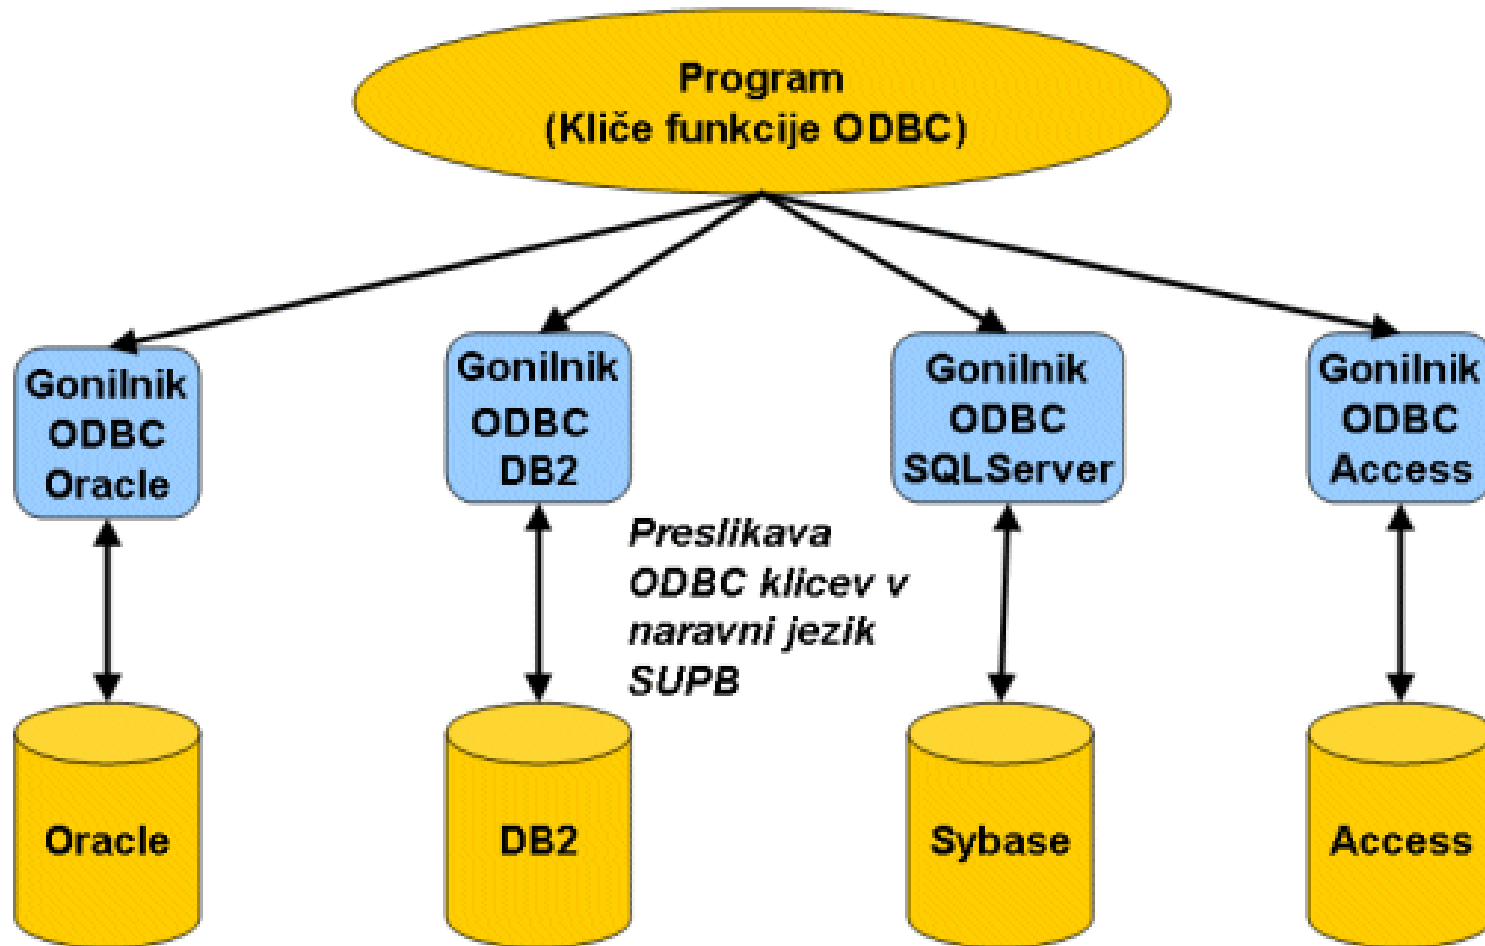 Program
(Kliče funkcije ODBC)
Gonilnik
ODBC
Oracle
Gonilnik
ODBC
DB2
Gonilnik
ODBC
SQLServer
Gonilnik
ODBC
Access
Preslikava
ODBC klicev v
naravni jezik
SUPB
Oracle
DB2
Sybase
Access